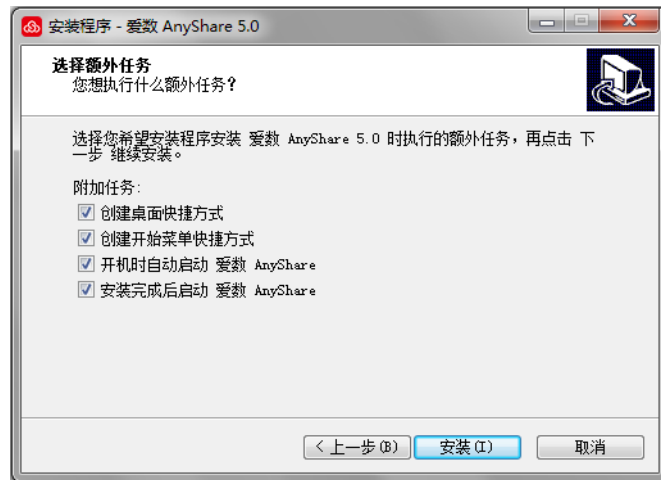 安装程序 - 爱数 AnyShare 5.0
选择额外任务
您想执行什么额外任务?
选择您希望安装程序安装 爱数 AnyShare 5.0 时执行的额外任务，再点击 下
一步 继续安装。
附加任务:
创建桌面快捷方式
创建开始菜单快捷方式
开机时自动启动 爱数 AnyShare
安装完成后启动 爱数 AnyShare
< 上一步(B) 安装(I) 取消